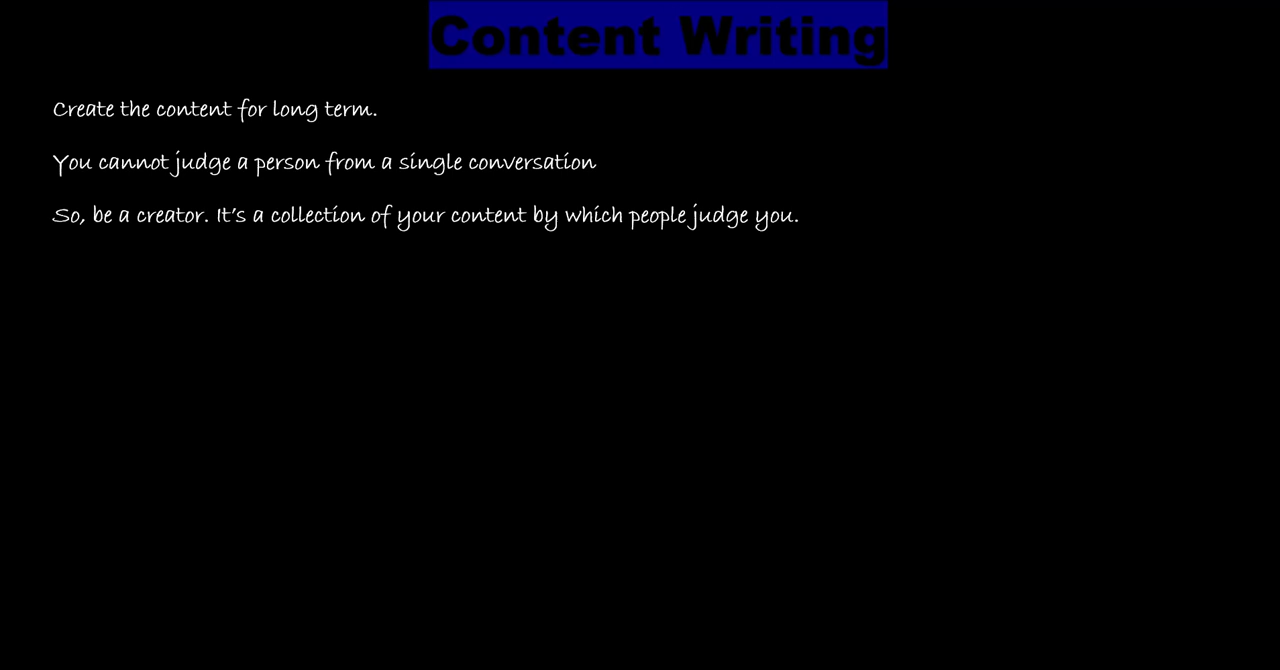 Content Writing
Create the content for long term.
You cannot judge a person from a single conversation
So, be a creator. It's a collection of your content by which people judge you.